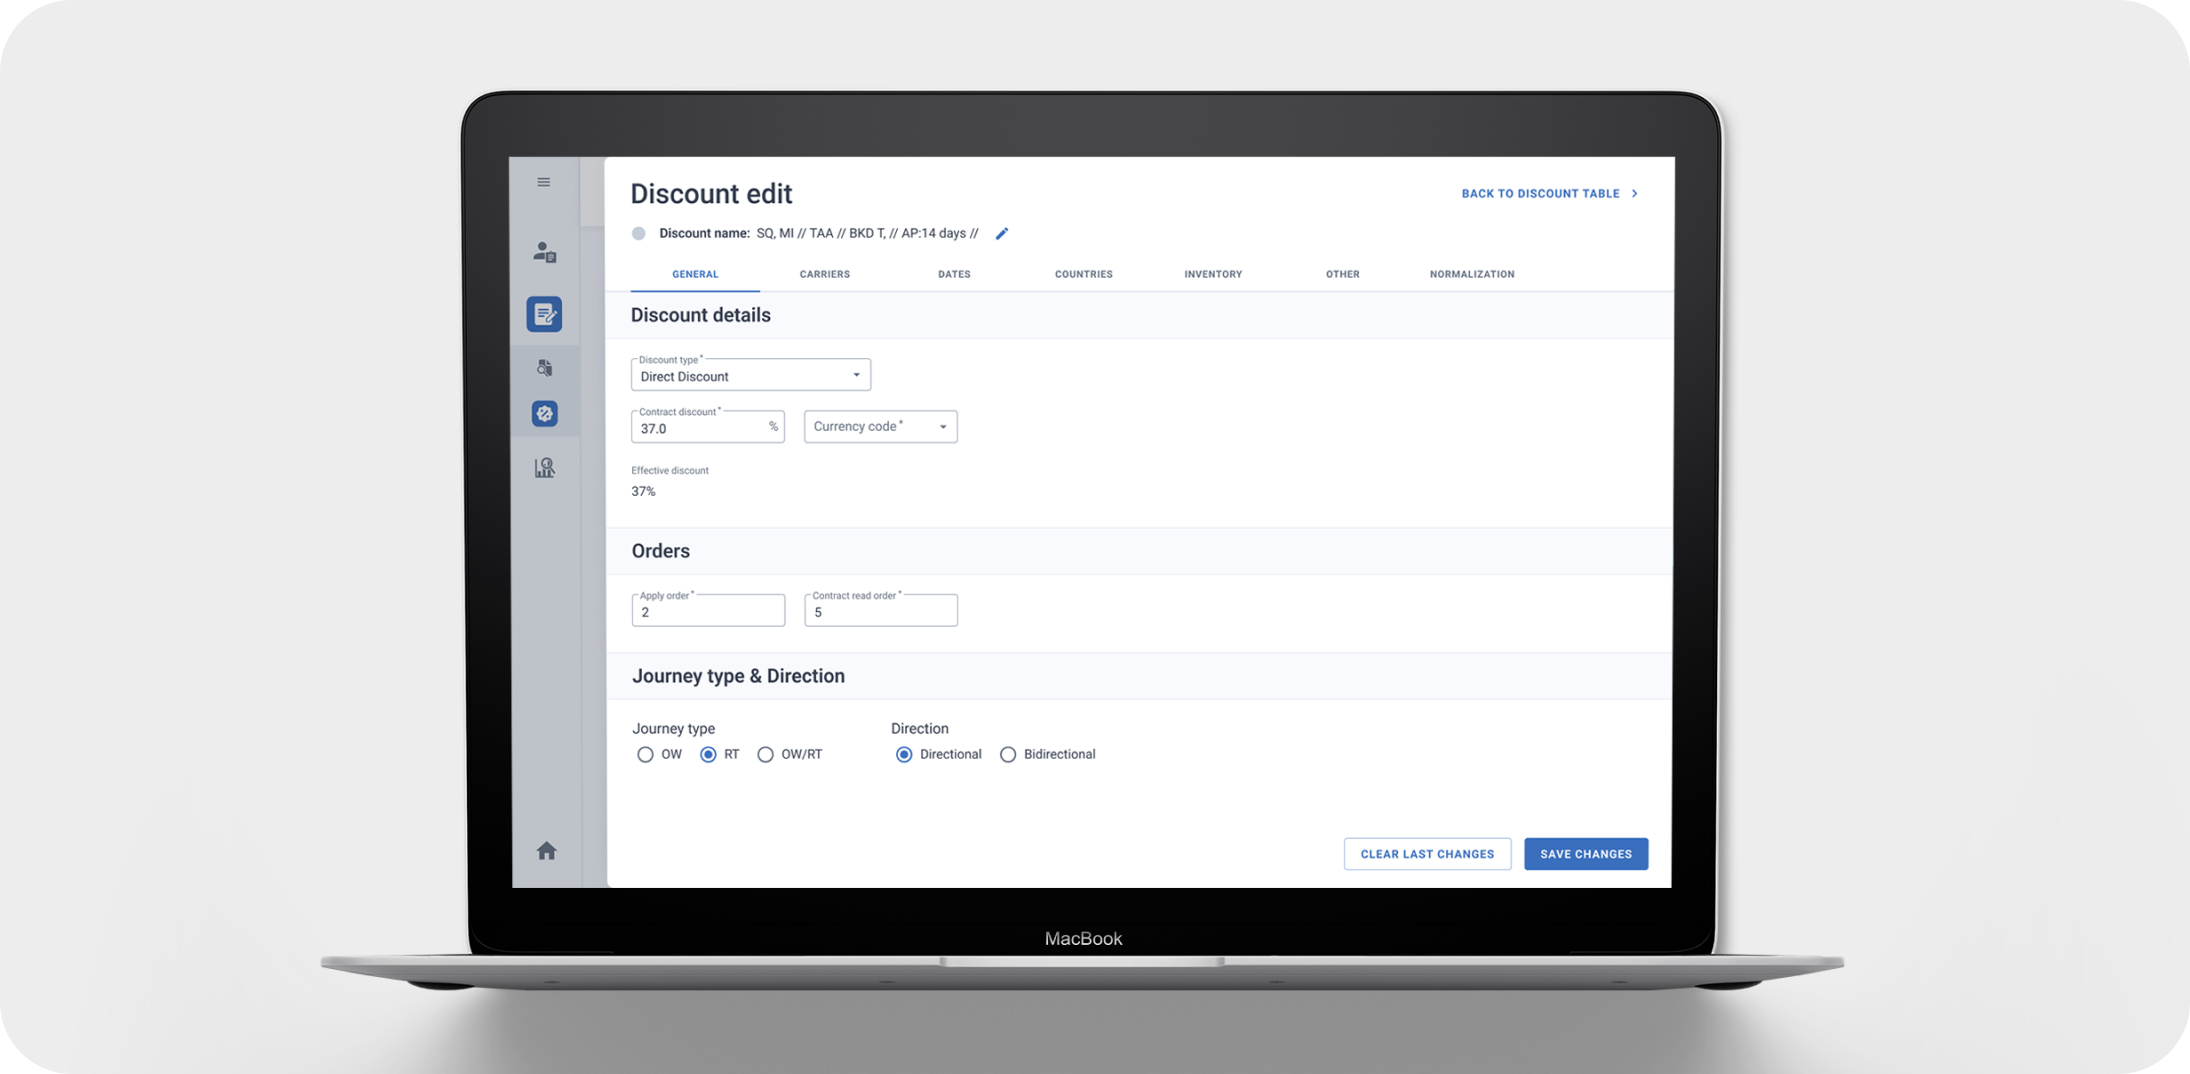 Discount edit
BACK TO DISCOUNT TABLE
Discount name: SQ, MI // TAA // BKD T, // AP:14 days //
GENERAL CARRIERS DATES COUNTRIES INVENTORY OTHER NORMALIZATION
Discount details
Discount type*
Direct Discount
Contract discount*
37.0 %
Currency code*
Effective discount
37%
Orders
Apply order*
2
Contract read order*
5
Journey type & Direction
Journey type
OW RT OW/RT
Direction
Directional Bidirectional
CLEAR LAST CHANGES SAVE CHANGES
MacBook